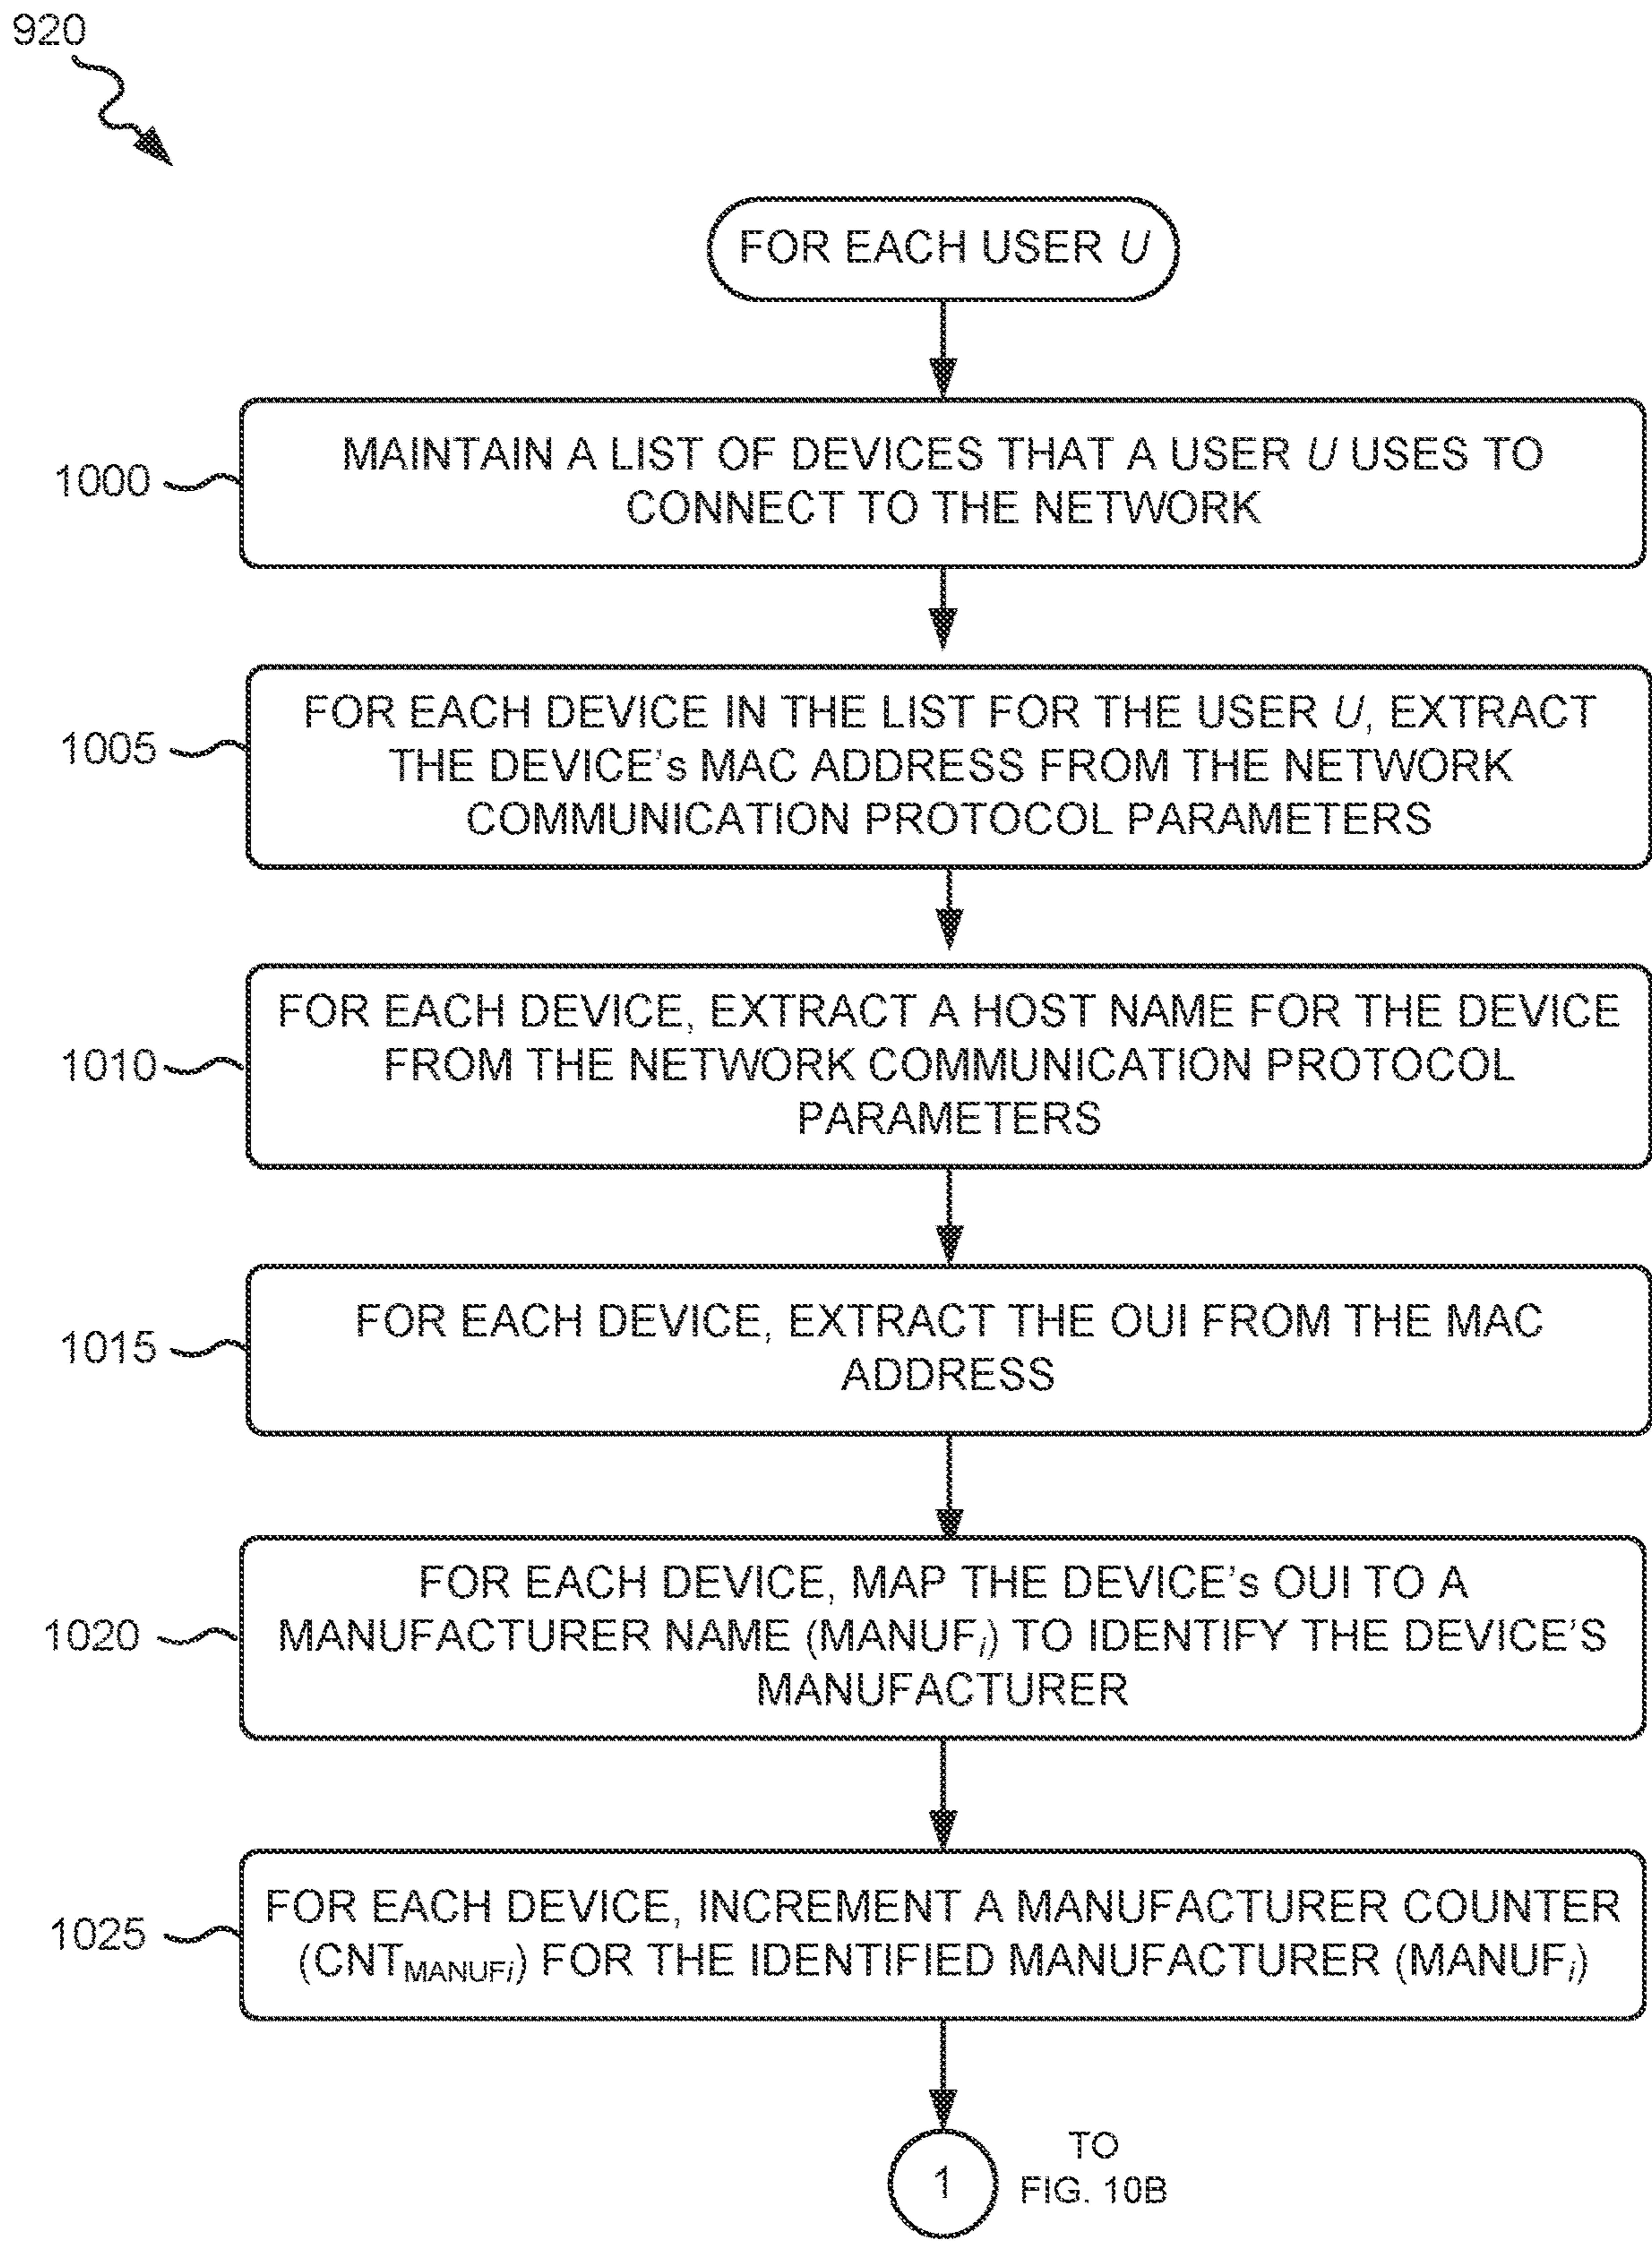 920
FOR EACH USER U
1000
MAINTAIN A LIST OF DEVICES THAT A USER U USES TO
CONNECT TO THE NETWORK
1005
FOR EACH DEVICE IN THE LIST FOR THE USER U, EXTRACT
THE DEVICE's MAC ADDRESS FROM THE NETWORK
COMMUNICATION PROTOCOL PARAMETERS
1010
FOR EACH DEVICE, EXTRACT A HOST NAME FOR THE DEVICE
FROM THE NETWORK COMMUNICATION PROTOCOL
PARAMETERS
1015
FOR EACH DEVICE, EXTRACT THE OUI FROM THE MAC
ADDRESS
1020
FOR EACH DEVICE, MAP THE DEVICE's OUI TO A
MANUFACTURER NAME (MANUFi) TO IDENTIFY THE DEVICE'S
MANUFACTURER
1025
FOR EACH DEVICE, INCREMENT A MANUFACTURER COUNTER
(CNTMANUFi) FOR THE IDENTIFIED MANUFACTURER (MANUFi)
1
TO
FIG. 10B